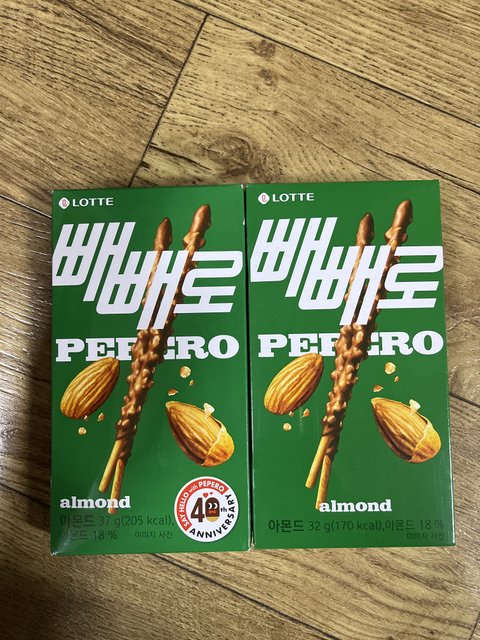 LOTTE
빼빼로
PEPERO
almond
아몬드 37 g(205 kcal),
아몬드 18 %
이미지 사진
SAY HELLO with PEPERO
40th
ANNIVERSARY
LOTTE
빼빼로
PEPERO
almond
아몬드 32 g(170 kcal),아몬드 18 %
이미지 사진